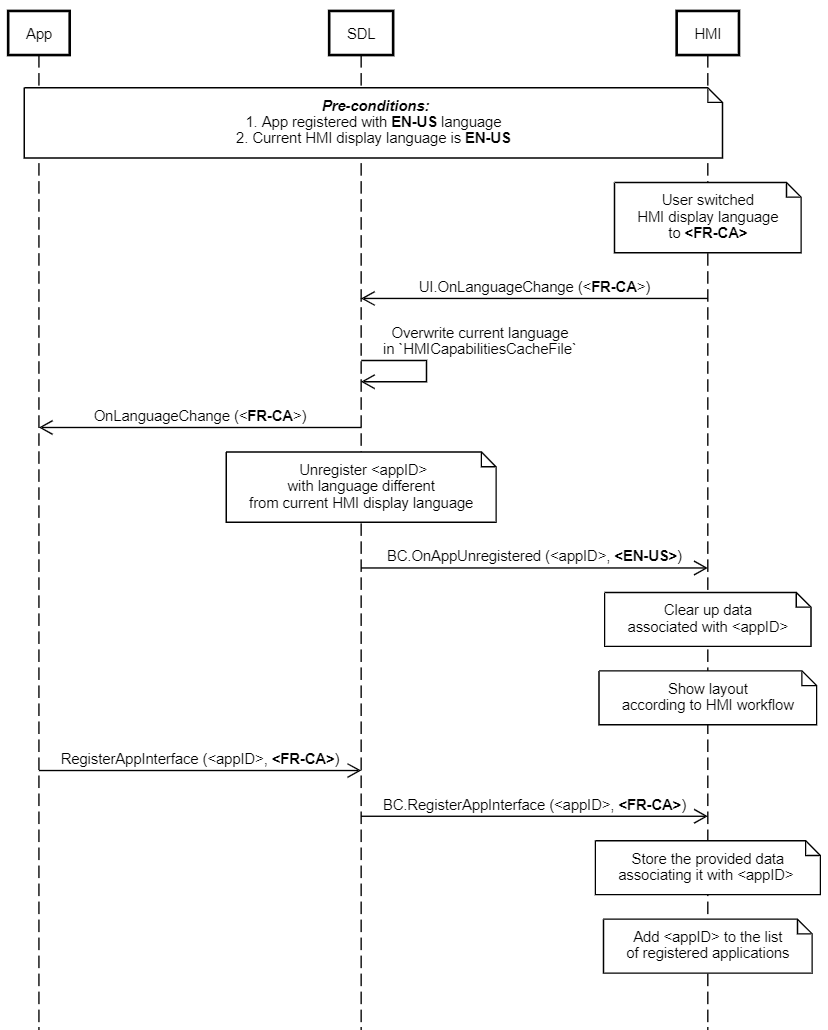 App
SDL
HMI
Pre-conditions:
1. App registered with EN-US language
2. Current HMI display language is EN-US
User switched
HMI display language
to <FR-CA>
UI.OnLanguageChange (<FR-CA>)
Overwrite current language
in `HMICapabilitiesCacheFile`
OnLanguageChange (<FR-CA>)
Unregister <appID>
with language different
from current HMI display language
BC.OnAppUnregistered (<appID>, <EN-US>)
Clear up data
associated with <appID>
Show layout
according to HMI workflow
RegisterAppInterface (<appID>, <FR-CA>)
BC.RegisterAppInterface (<appID>, <FR-CA>)
Store the provided data
associating it with <appID>
Add <appID> to the list
of registered applications